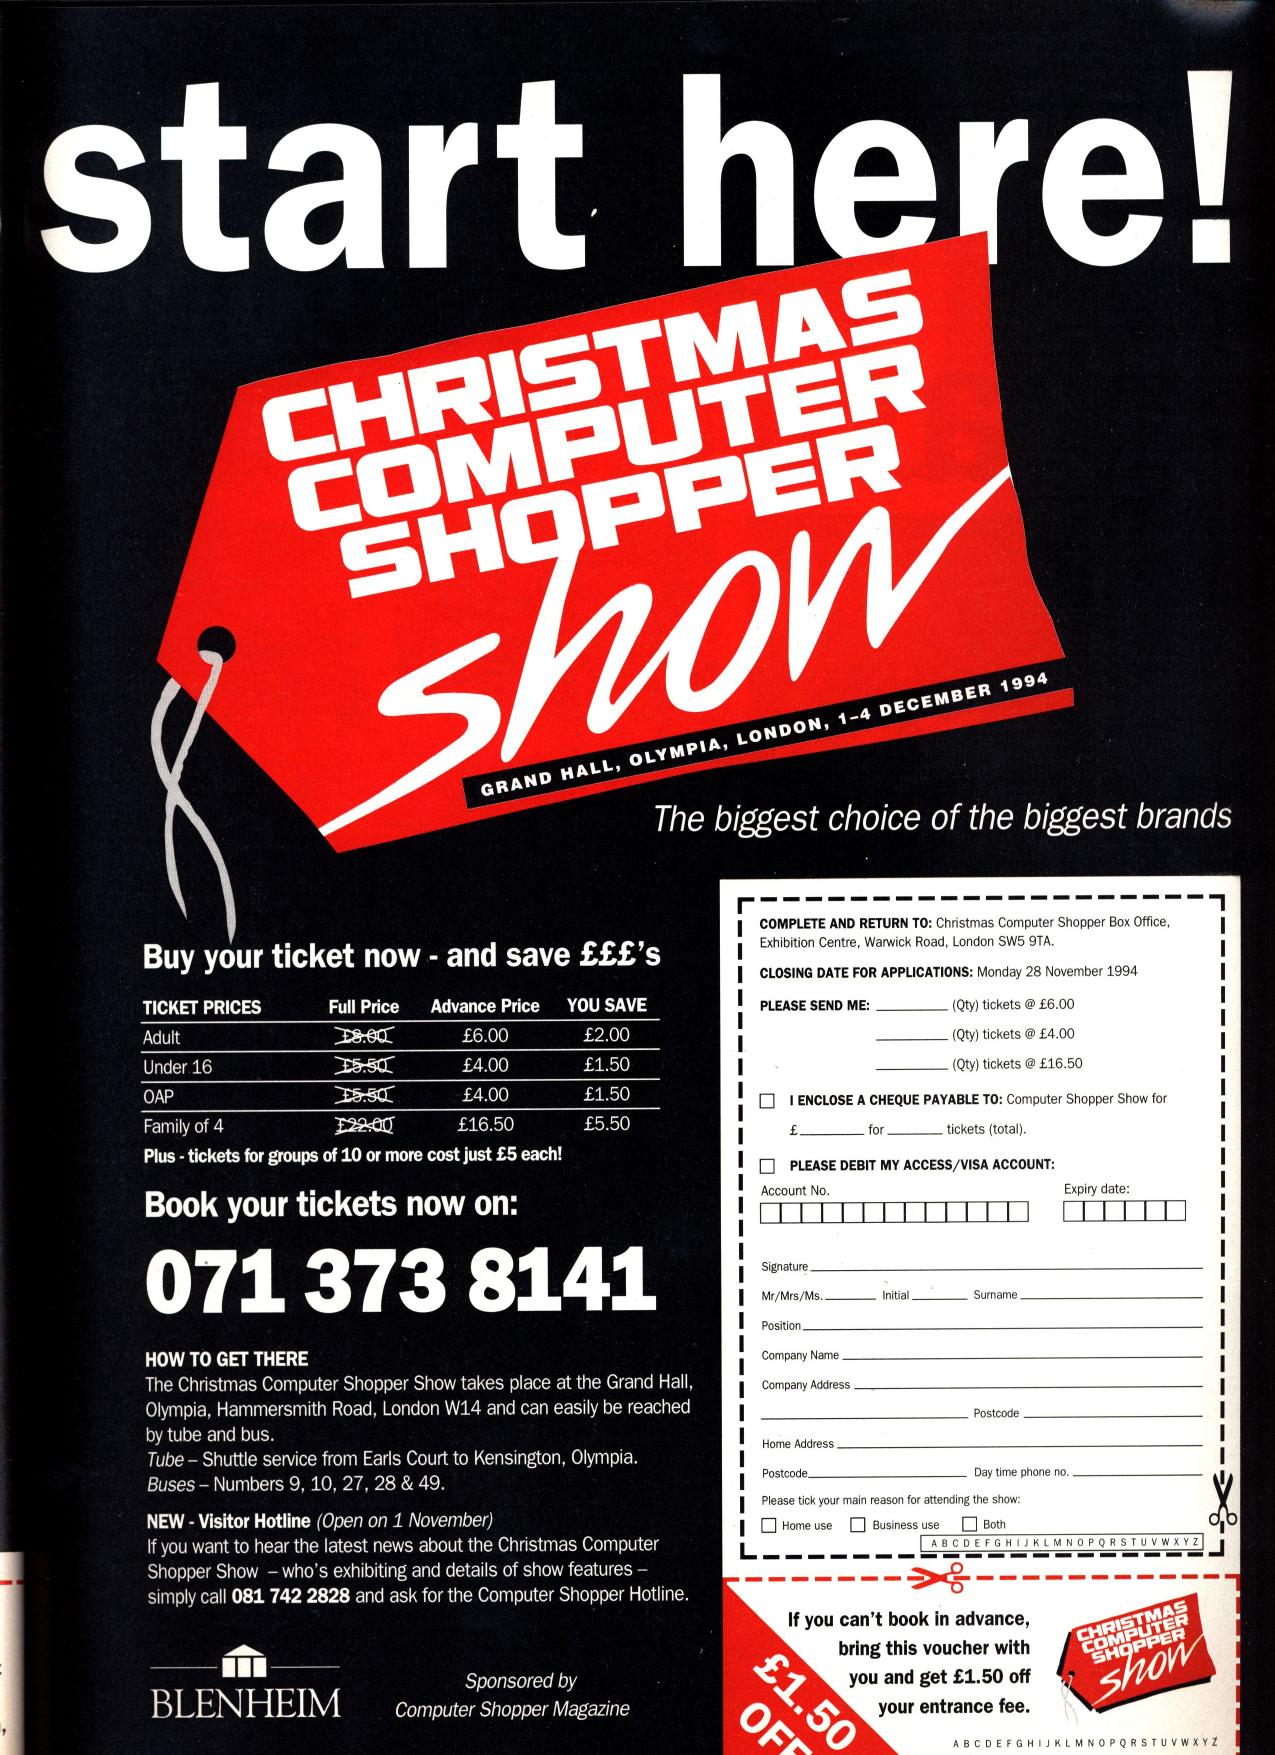 start here!
CHRISTMAS
COMPUTER
SHOPPER
show
GRAND HALL, OLYMPIA, LONDON, 1–4 DECEMBER 1994
The biggest choice of the biggest brands
Buy your ticket now - and save £££'s
TICKET PRICES Full Price Advance Price YOU SAVE
Adult £8.00 £6.00 £2.00
Under 16 £5.50 £4.00 £1.50
OAP £5.50 £4.00 £1.50
Family of 4 £22.00 £16.50 £5.50
Plus - tickets for groups of 10 or more cost just £5 each!
Book your tickets now on:
071 373 8141
HOW TO GET THERE
The Christmas Computer Shopper Show takes place at the Grand Hall,
Olympia, Hammersmith Road, London W14 and can easily be reached
by tube and bus.
Tube – Shuttle service from Earls Court to Kensington, Olympia.
Buses – Numbers 9, 10, 27, 28 & 49.
NEW - Visitor Hotline (Open on 1 November)
If you want to hear the latest news about the Christmas Computer
Shopper Show – who's exhibiting and details of show features –
simply call 081 742 2828 and ask for the Computer Shopper Hotline.
BLENHEIM
Sponsored by
Computer Shopper Magazine
COMPLETE AND RETURN TO: Christmas Computer Shopper Box Office,
Exhibition Centre, Warwick Road, London SW5 9TA.
CLOSING DATE FOR APPLICATIONS: Monday 28 November 1994
PLEASE SEND ME: ________ (Qty) tickets @ £6.00
________ (Qty) tickets @ £4.00
________ (Qty) tickets @ £16.50
I ENCLOSE A CHEQUE PAYABLE TO: Computer Shopper Show for
£________ for ________ tickets (total).
PLEASE DEBIT MY ACCESS/VISA ACCOUNT:
Account No. Expiry date:
Signature
Mr/Mrs/Ms. Initial Surname
Position
Company Name
Company Address
Postcode
Home Address
Postcode Day time phone no.
Please tick your main reason for attending the show:
Home use Business use Both
A B C D E F G H I J K L M N O P Q R S T U V W X Y Z
£1.50
OFF
If you can't book in advance,
bring this voucher with
you and get £1.50 off
your entrance fee.
CHRISTMAS
COMPUTER
SHOPPER
show
A B C D E F G H I J K L M N O P Q R S T U V W X Y Z